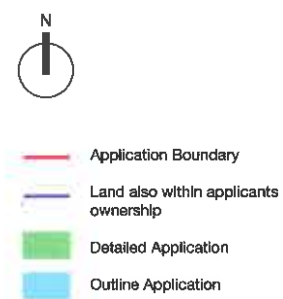 N
Application Boundary
Land also within applicants
ownership
Detailed Application
Outline Application